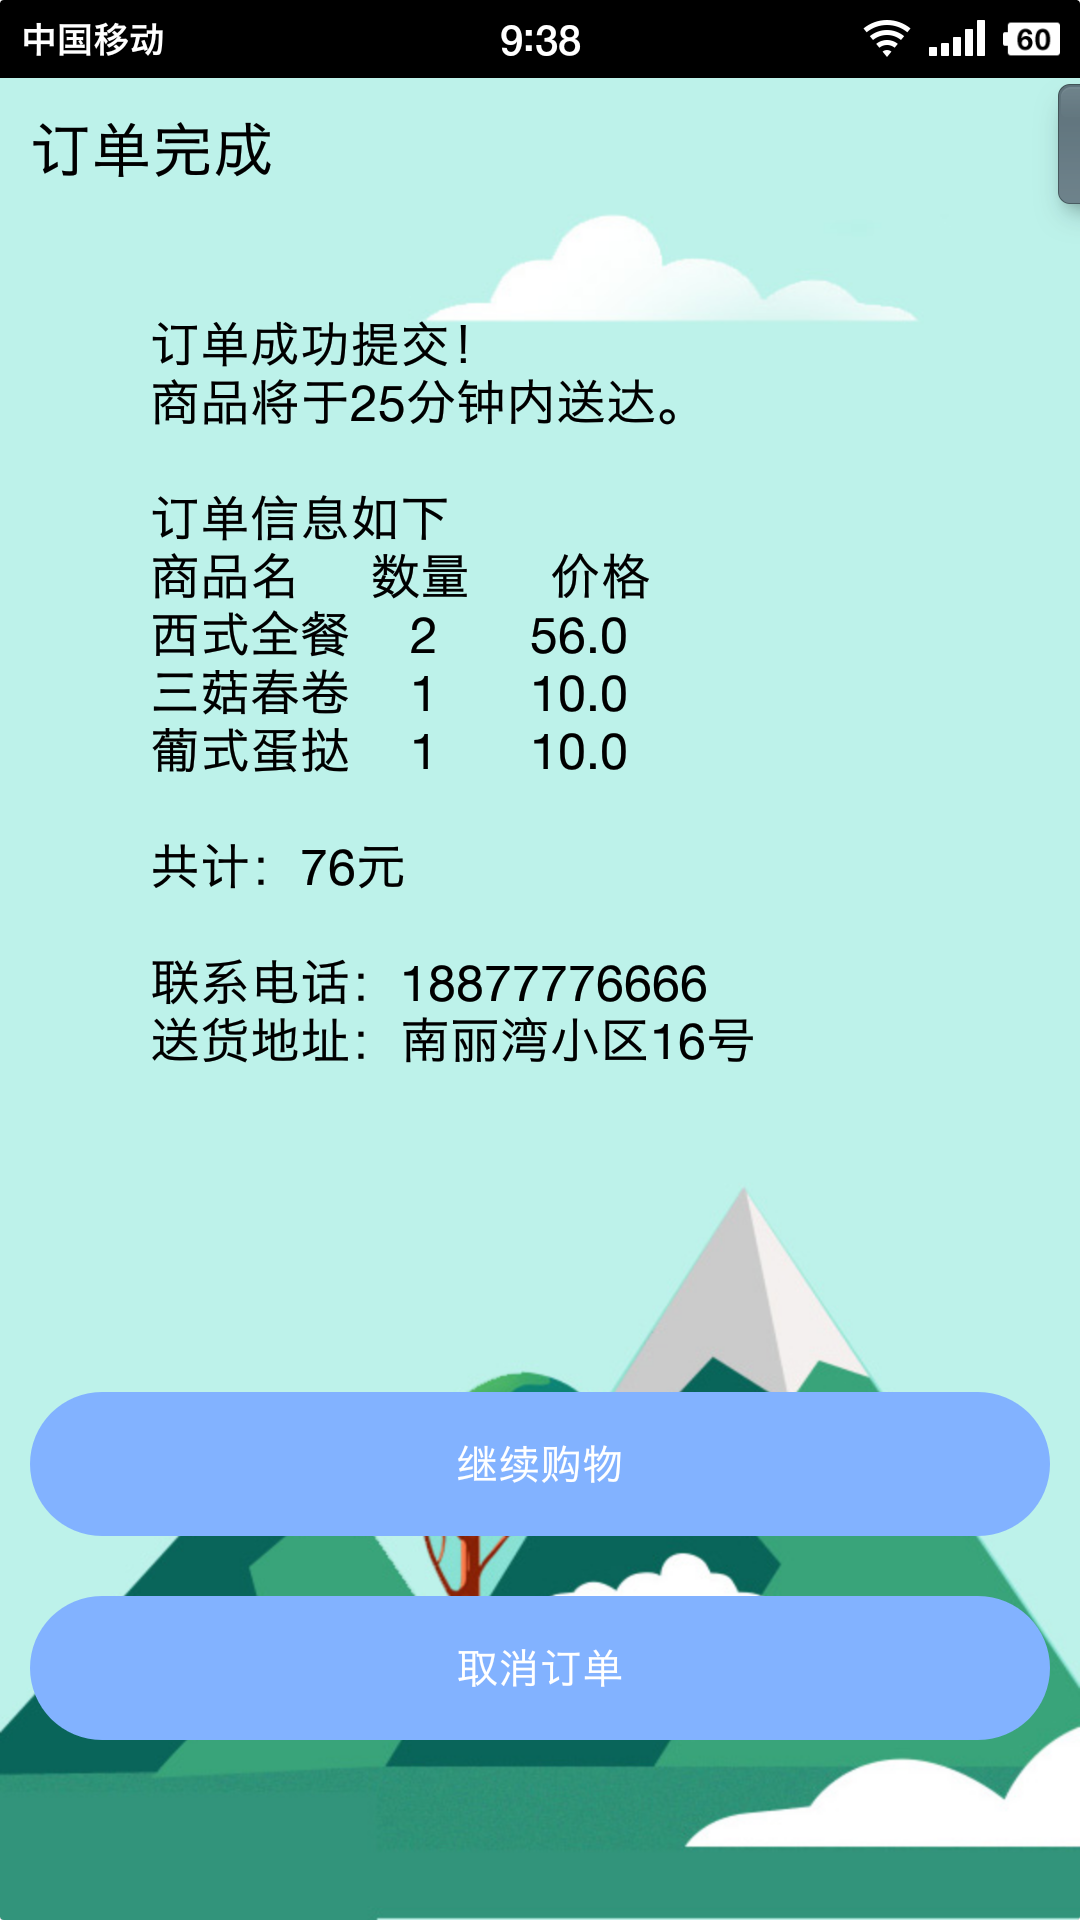 中国移动 9:38 60
订单完成
订单成功提交！
商品将于25分钟内送达。
订单信息如下
商品名 数量 价格
西式全餐 2 56.0
三菇春卷 1 10.0
葡式蛋挞 1 10.0
共计：76元
联系电话：18877776666
送货地址：南丽湾小区16号
继续购物
取消订单